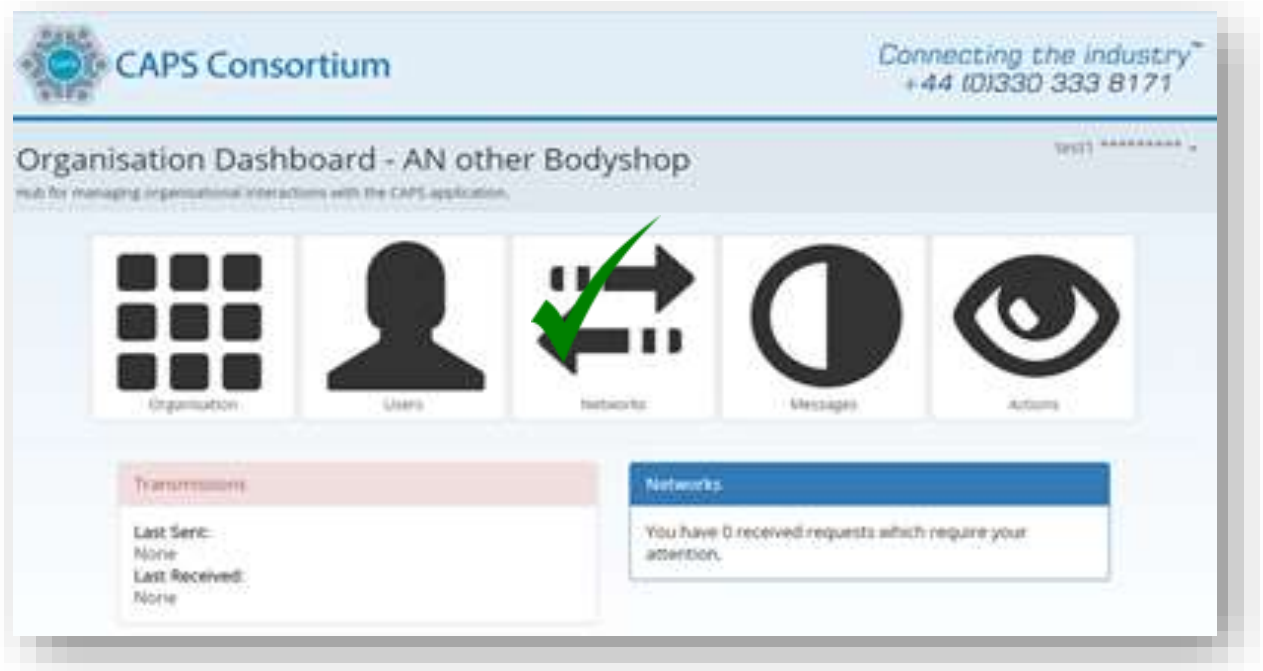 CAPS Consortium
Connecting the industry™
+44 (0)330 333 8171
Organisation Dashboard - AN other Bodyshop
test1 ********* 
Hub for managing organisational interactions with the CAPS application.
Organisation
Users
Networks
Messages
Actions
Transmissions
Last Sent:
None
Last Received:
None
Networks
You have 0 received requests which require your
attention.